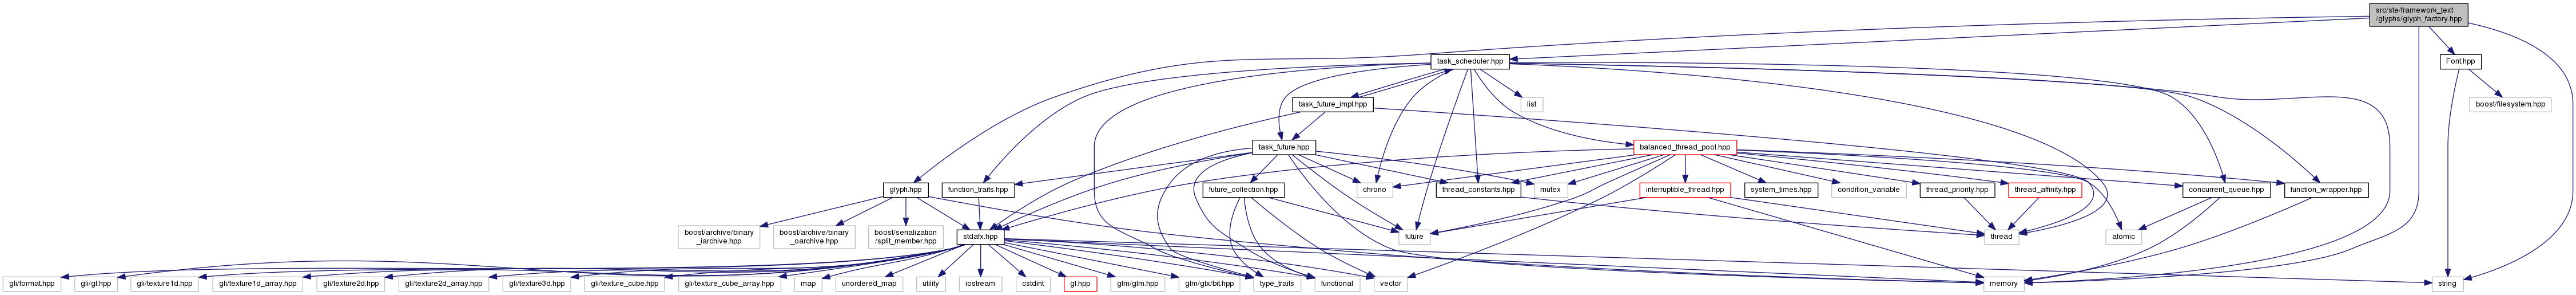 src/ste/framework_text
/glyphs/glyph_factory.hpp
task_scheduler.hpp
Font.hpp
task_future_impl.hpp
list
boost/filesystem.hpp
task_future.hpp
balanced_thread_pool.hpp
glyph.hpp
function_traits.hpp
future_collection.hpp
chrono
thread_constants.hpp
mutex
interruptible_thread.hpp
system_times.hpp
condition_variable
thread_priority.hpp
thread_affinity.hpp
concurrent_queue.hpp
function_wrapper.hpp
boost/archive/binary
_iarchive.hpp
boost/archive/binary
_oarchive.hpp
boost/serialization
/split_member.hpp
stdafx.hpp
future
thread
atomic
gli/format.hpp
gli/gl.hpp
gli/texture1d.hpp
gli/texture1d_array.hpp
gli/texture2d.hpp
gli/texture2d_array.hpp
gli/texture3d.hpp
gli/texture_cube.hpp
gli/texture_cube_array.hpp
map
unordered_map
utility
iostream
cstdint
gl.hpp
glm/glm.hpp
glm/gtx/bit.hpp
type_traits
functional
vector
memory
string